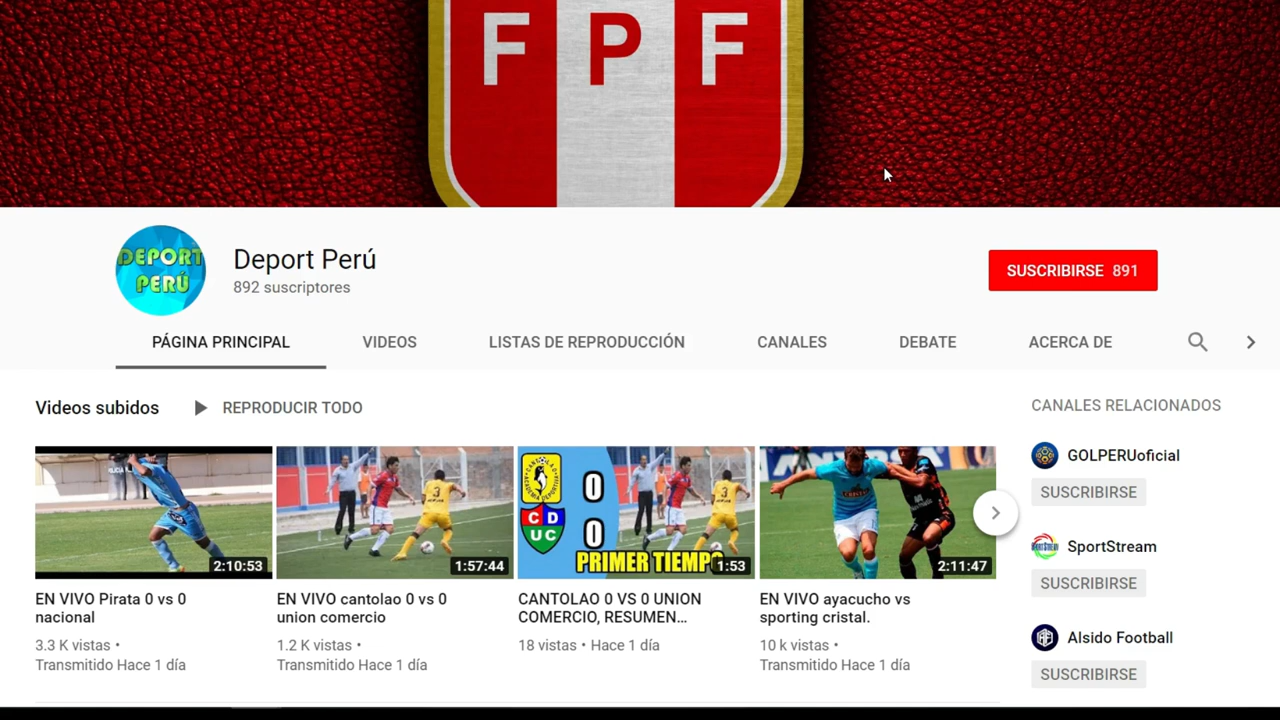 F P F
DEPORT
PERÚ
Deport Perú
892 suscriptores
SUSCRIBIRSE 891
PÁGINA PRINCIPAL
VIDEOS
LISTAS DE REPRODUCCIÓN
CANALES
DEBATE
ACERCA DE
Videos subidos
REPRODUCIR TODO
2:10:53
EN VIVO Pirata 0 vs 0
nacional
3.3 K vistas •
Transmitido Hace 1 día
3
1:57:44
EN VIVO cantolao 0 vs 0
union comercio
1.2 K vistas •
Transmitido Hace 1 día
0
CD
UC
0
3
PRIMER TIEMPO
1:53
CANTOLAO 0 VS 0 UNION
COMERCIO, RESUMEN...
18 vistas • Hace 1 día
CRISTAL
2:11:47
EN VIVO ayacucho vs
sporting cristal.
10 k vistas •
Transmitido Hace 1 día
CANALES RELACIONADOS
GOLPERUoficial
SUSCRIBIRSE
SportStream
SUSCRIBIRSE
Alsido Football
SUSCRIBIRSE